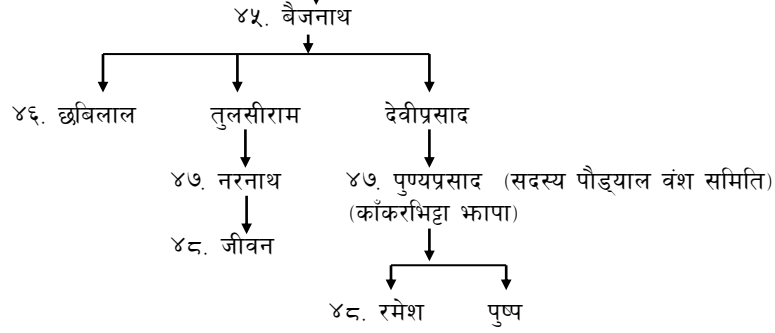 ४५. बैजनाथ
४६. छबिलाल तुलसीराम देवीप्रसाद
४७. नरनाथ ४७. पुण्यप्रसाद (सदस्य पौड्याल वंश समिति)
(काँकरभिट्टा झापा)
४८. जीवन
४८. रमेश पुष्प